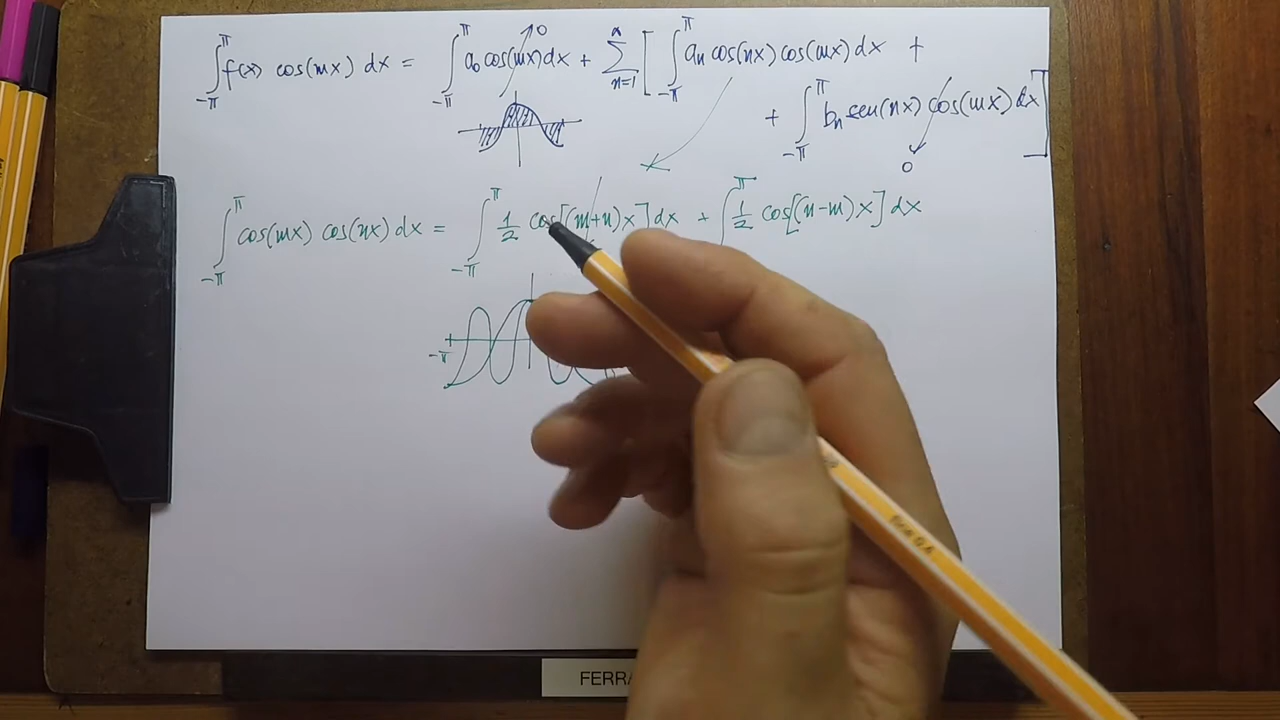 ∫_{-π}^{π} f(x) cos(mx) dx = ∫_{-π}^{π} a₀ cos(mx) dx + ∑_{n=1}^{∞} [ ∫_{-π}^{π} aₙ cos(nx) cos(mx) dx +
+ ∫_{-π}^{π} bₙ sen(nx) cos(mx) dx ]
0
0
∫_{-π}^{π} cos(mx) cos(nx) dx = ∫_{-π}^{π} 1/2 cos[(m+n)x] dx + ∫^{π} 1/2 cos[(n-m)x] dx
-π
FERRA